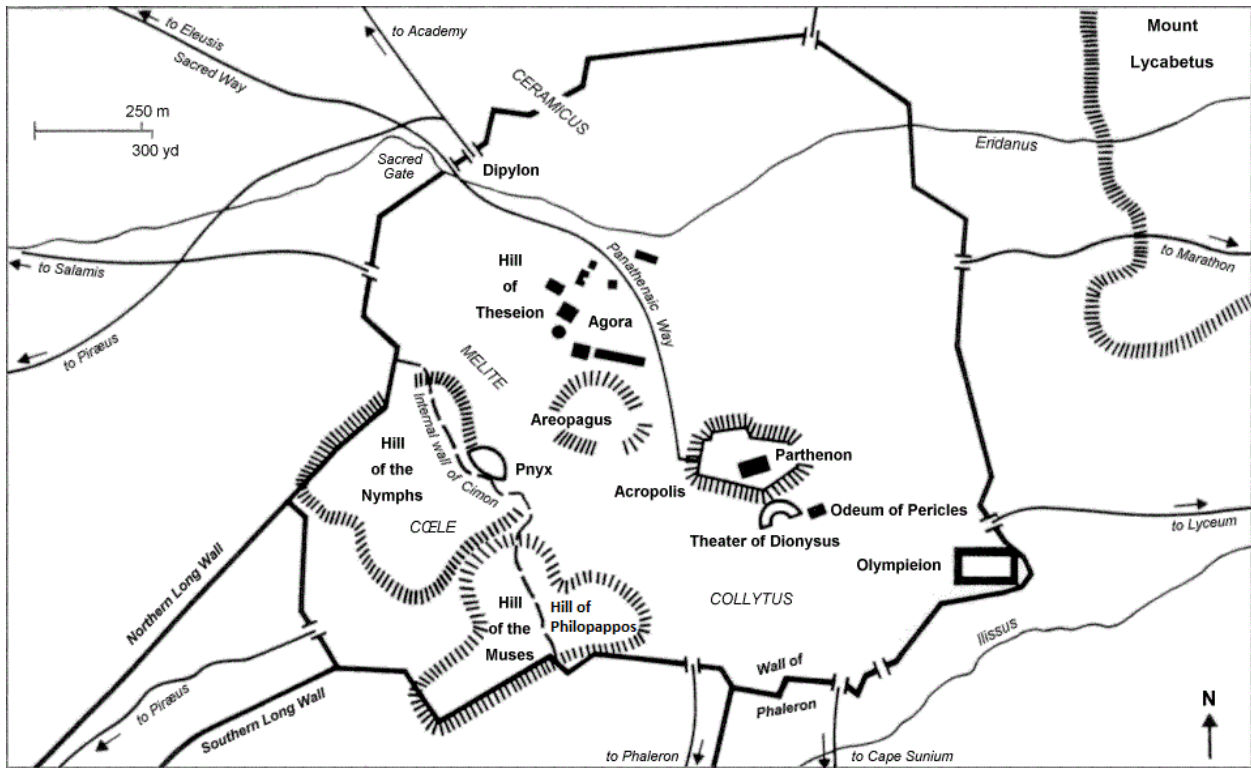 to Eleusis
Sacred Way
to Academy
CERAMICUS
Mount
Lycabetus
250 m
300 yd
Sacred
Gate
Dipylon
Eridanus
to Salamis
to Piræus
Hill
of
Theseion
Agora
Panathenaic Way
to Marathon
MELITE
Areopagus
Internal wall of Cimon
Hill
of the
Nymphs
Pnyx
Parthenon
Acropolis
Odeum of Pericles
Theater of Dionysus
to Lyceum
CŒLE
Olympieion
COLLYTUS
Northern Long Wall
Hill
of the
Muses
Hill of
Philopappos
Ilissus
to Piræus
Southern Long Wall
Wall of
Phaleron
to Phaleron
to Cape Sunium
N